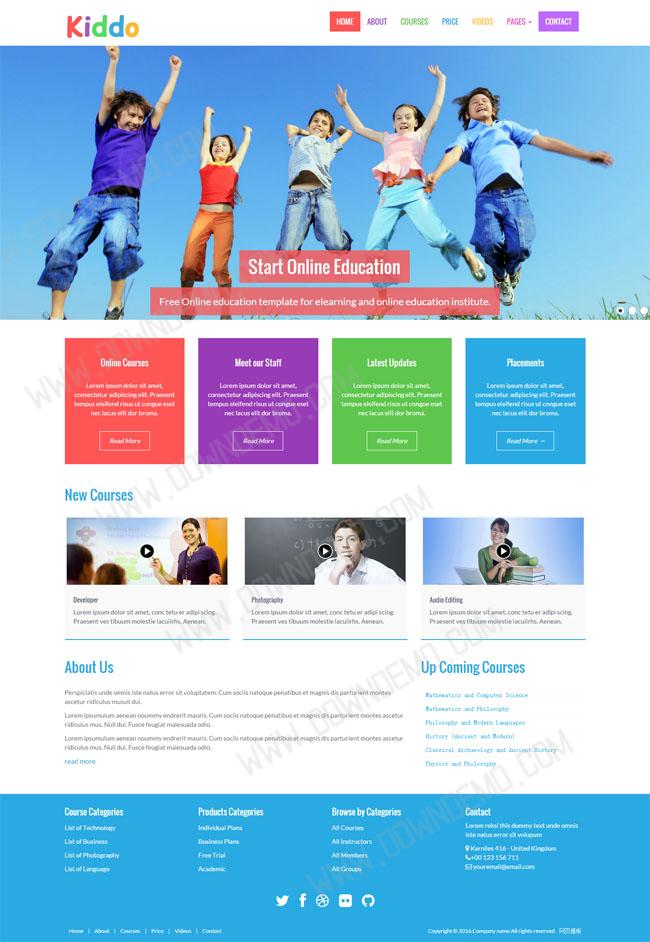 Kiddo
HOME ABOUT COURSES PRICE VIDEOS PAGES CONTACT
Start Online Education
Free Online education template for elearning and online education institute.
Online Courses
Lorem ipsum dolor sit amet,
consectetur adipiscing elit. Praesent
tempus eleifend risus ut congue eset
nec lacus elit dor broma.
Read More
Meet our Staff
Lorem ipsum dolor sit amet,
consectetur adipiscing elit. Praesent
tempus eleifend risus ut congue eset
nec lacus elit dor broma.
Read More
Latest Updates
Lorem ipsum dolor sit amet,
consectetur adipiscing elit. Praesent
tempus eleifend risus ut congue eset
nec lacus elit dor broma.
Read More
Placements
Lorem ipsum dolor sit amet,
consectetur adipiscing elit. Praesent
tempus eleifend risus ut congue eset
nec lacus elit dor broma.
Read More →
New Courses
Developer
Lorem ipsum dolor sit amet, conc tetu er adipi scing.
Praesent ves tibuum molestie lacuiirhs. Aenean.
Photography
Lorem ipsum dolor sit amet, conc tetu er adipi scing.
Praesent ves tibuum molestie lacuiirhs. Aenean.
Audio Editing
Lorem ipsum dolor sit amet, conc tetu er adipi scing.
Praesent ves tibuum molestie lacuiirhs. Aenean.
About Us
Perspiciatis unde omnis iste natus error sit voluptatem. Cum sociis natoque penatibus et magnis dis parturient montes
ascetur ridiculus musull dui.
Lorem ipsumulum aenean noummy endrerit mauris. Cum sociis natoque penatibus et magnis dis parturient montes ascetur
ridiculus mus. Null dui. Fusce feugiat malesuada odio.
Lorem ipsumulum aenean noummy endrerit mauris. Cum sociis natoque penatibus et magnis dis parturient montes ascetur
ridiculus mus. Null dui. Fusce feugiat malesuada odio.
read more
Up Coming Courses
Mathematics and Computer Science
Mathematics and Philosophy
Philosophy and Modern Languages
History (Ancient and Modern)
Classical Archaeology and Ancient History
Physics and Philosophy
Course Categories
List of Technology
List of Business
List of Photography
List of Language
Products Categories
Individual Plans
Business Plans
Free Trial
Academic
Browse by Categories
All Courses
All Instructors
All Members
All Groups
Contact
Lorem reksi this dummy text unde omnis
iste natus error sit volupum
Kerniles 416 - United Kingdom
+00 123 156 711
youremail@email.com
Home | About | Courses | Price | Videos | Contact
Copyright © 2016.Company name All rights reserved. 网页模板
WWW.DOWNDEMO.COM
WWW.DOWNDEMO.COM
WWW.DOWNDEMO.COM
WWW.DOWNDEMO.COM
WWW.DOWNDEMO.COM